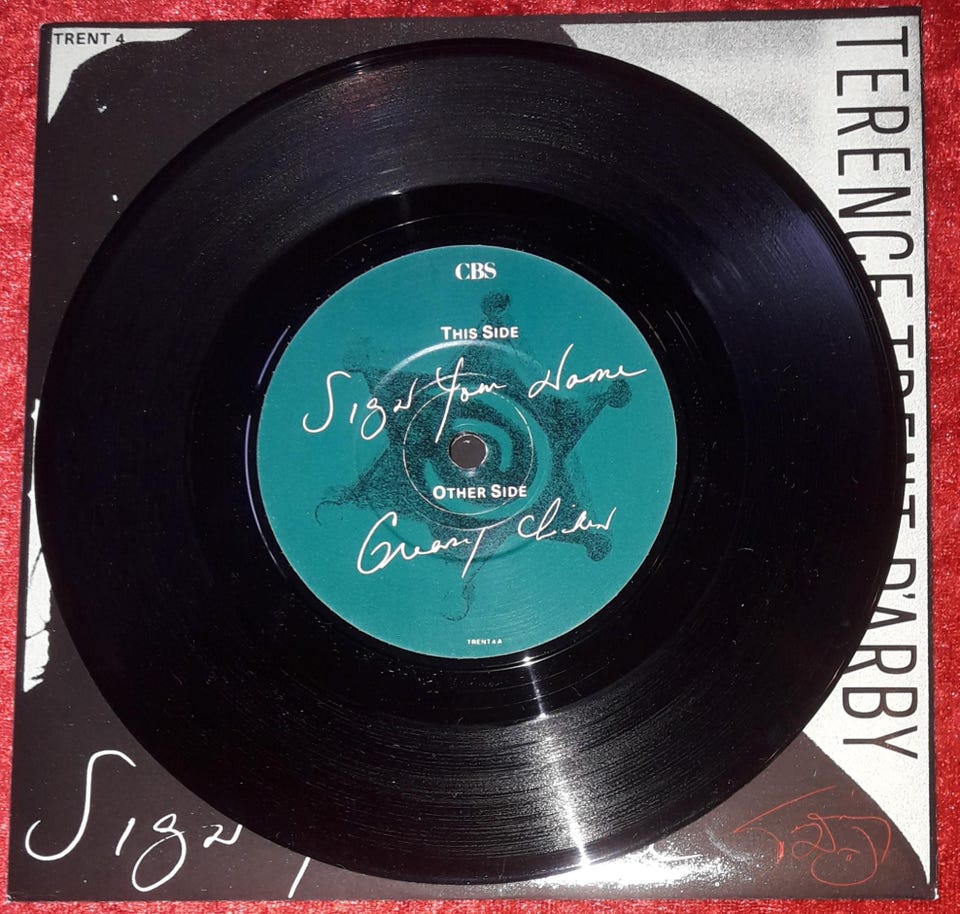 TRENT 4
TERENCE TRENT D'ARBY
CBS
THIS SIDE
Sign Your Name
OTHER SIDE
Greasy Chicken
TRENT 4 A
Sign